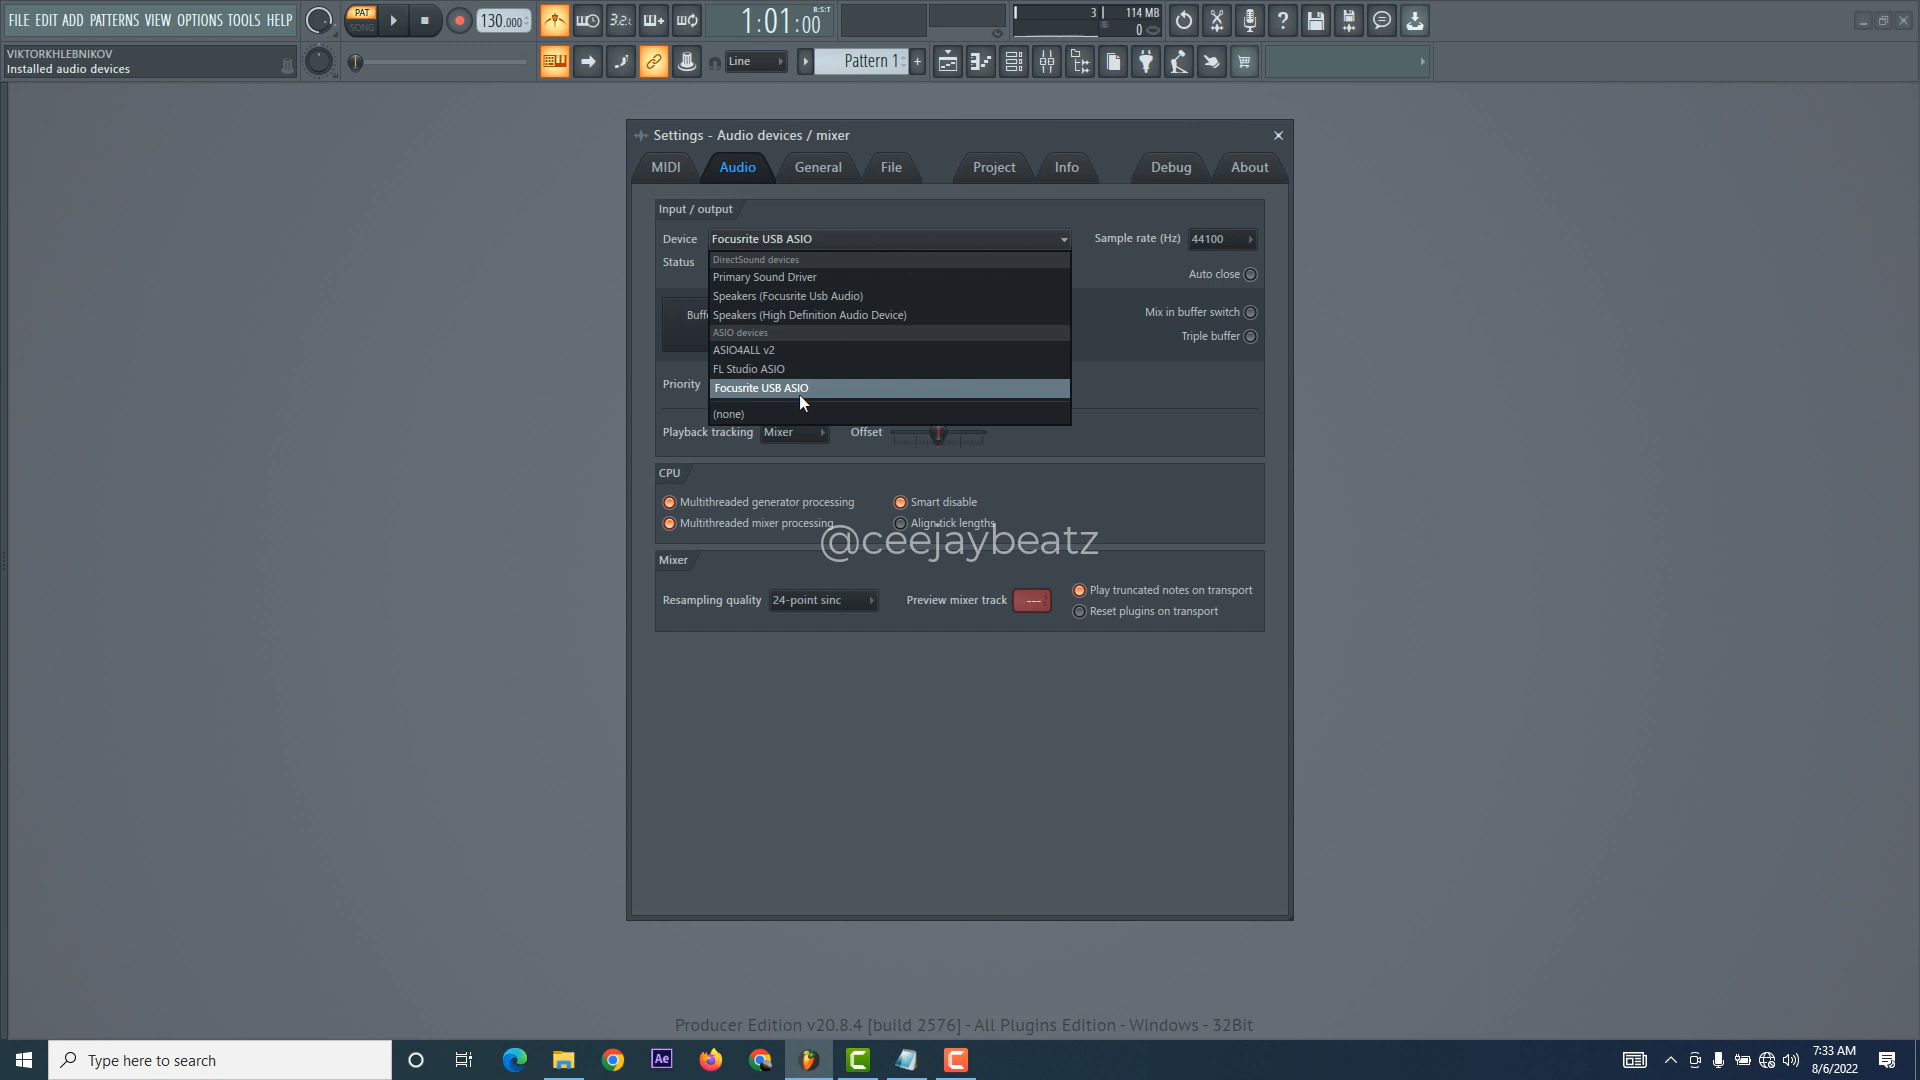 FILE EDIT ADD PATTERNS VIEW OPTIONS TOOLS HELP
PAT
SONG
130.000
3.2
1:01:00
B:S:T
3
114 MB
0
VIKTORKHLEBNIKOV
Installed audio devices
Line
Pattern 1
Settings - Audio devices / mixer
MIDI Audio General File Project Info Debug About
Input / output
Device Focusrite USB ASIO Sample rate (Hz) 44100
Status
DirectSound devices
Primary Sound Driver
Auto close
Speakers (Focusrite Usb Audio)
Buff
Speakers (High Definition Audio Device)
Mix in buffer switch
ASIO devices
Triple buffer
ASIO4ALL v2
FL Studio ASIO
Priority
Focusrite USB ASIO
(none)
Playback tracking Mixer Offset
CPU
Multithreaded generator processing Smart disable
Multithreaded mixer processing Align tick lengths
@ceejaybeatz
Mixer
Resampling quality 24-point sinc Preview mixer track ---
Play truncated notes on transport
Reset plugins on transport
Producer Edition v20.8.4 [build 2576] - All Plugins Edition - Windows - 32Bit
Type here to search
Ae
7:33 AM
8/6/2022